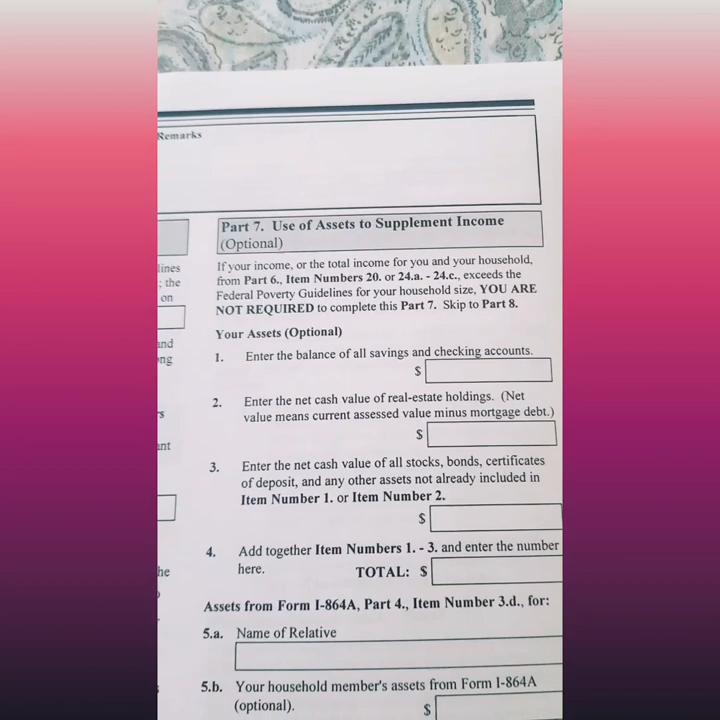 Remarks
Part 7. Use of Assets to Supplement Income
(Optional)
If your income, or the total income for you and your household,
from Part 6., Item Numbers 20. or 24.a. - 24.c., exceeds the
Federal Poverty Guidelines for your household size, YOU ARE
NOT REQUIRED to complete this Part 7. Skip to Part 8.
Your Assets (Optional)
1. Enter the balance of all savings and checking accounts.
$
2. Enter the net cash value of real-estate holdings. (Net
value means current assessed value minus mortgage debt.)
$
3. Enter the net cash value of all stocks, bonds, certificates
of deposit, and any other assets not already included in
Item Number 1. or Item Number 2.
$
4. Add together Item Numbers 1. - 3. and enter the number
here. TOTAL: $
Assets from Form I-864A, Part 4., Item Number 3.d., for:
5.a. Name of Relative
5.b. Your household member's assets from Form I-864A
(optional). $
; the
on